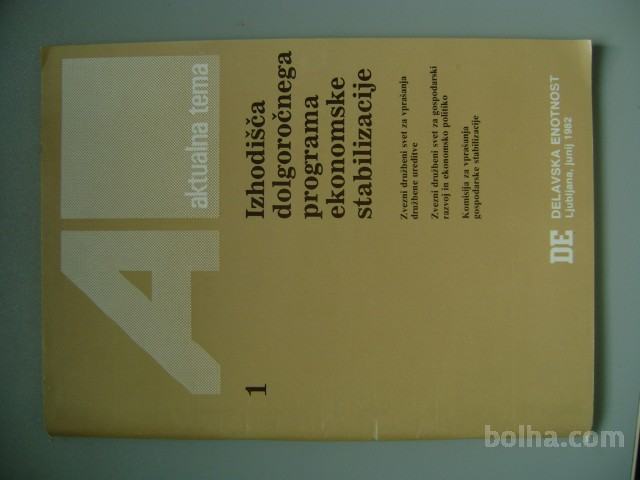 aktualna tema
1
Izhodišča
dolgoročnega
programa
ekonomske
stabilizacije
Zvezni družbeni svet za vprašanja
družbene ureditve
Zvezni družbeni svet za gospodarski
razvoj in ekonomsko politiko
Komisija za vprašanja
gospodarske stabilizacije
DE DELAVSKA ENOTNOST
Ljubljana, junij 1982
bolha.com